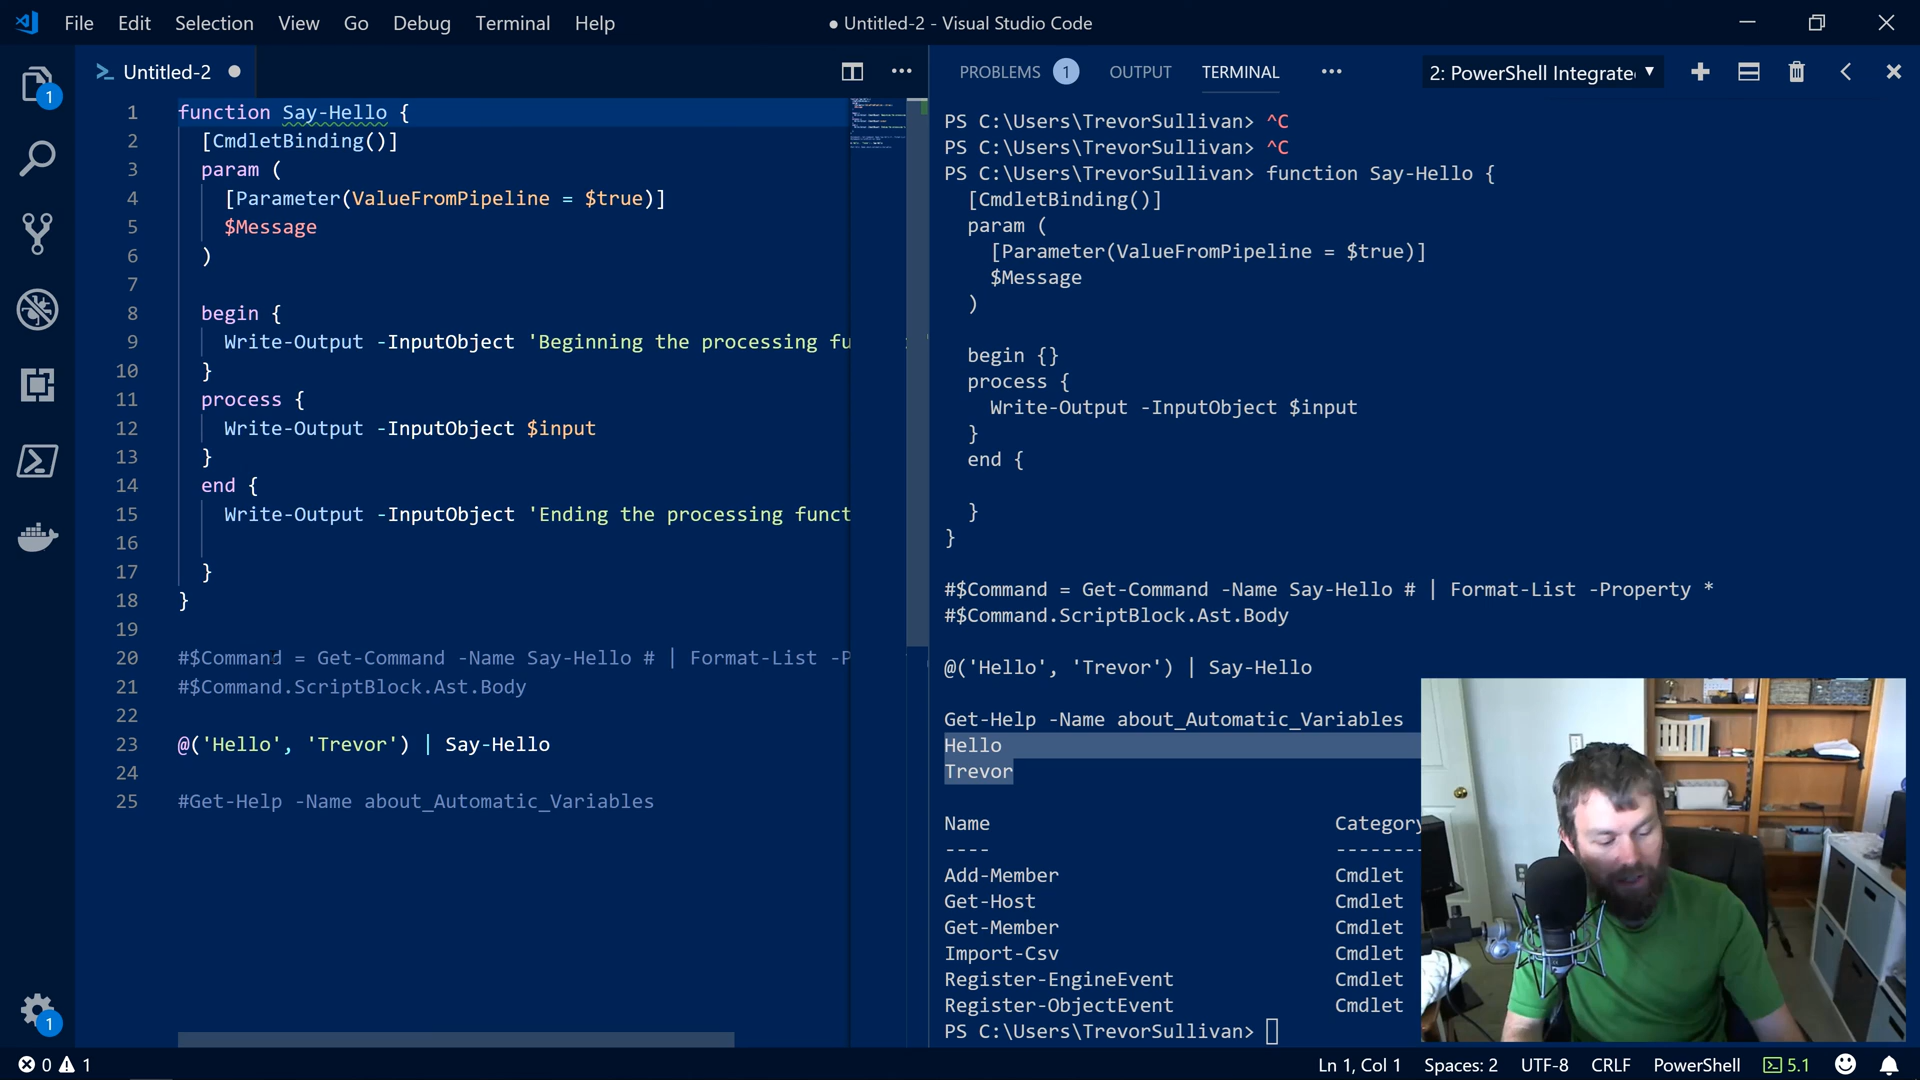 File Edit Selection View Go Debug Terminal Help
● Untitled-2 - Visual Studio Code
Untitled-2
1 function Say-Hello {
2 [CmdletBinding()]
3 param (
4 [Parameter(ValueFromPipeline = $true)]
5 $Message
6 )
7
8 begin {
9 Write-Output -InputObject 'Beginning the processing fu
10 }
11 process {
12 Write-Output -InputObject $input
13 }
14 end {
15 Write-Output -InputObject 'Ending the processing funct
16
17 }
18 }
19
20 #$Command = Get-Command -Name Say-Hello # | Format-List -P
21 #$Command.ScriptBlock.Ast.Body
22
23 @('Hello', 'Trevor') | Say-Hello
24
25 #Get-Help -Name about_Automatic_Variables
1
1
PROBLEMS 1 OUTPUT TERMINAL
2: PowerShell Integrate
PS C:\Users\TrevorSullivan> ^C
PS C:\Users\TrevorSullivan> ^C
PS C:\Users\TrevorSullivan> function Say-Hello {
[CmdletBinding()]
param (
[Parameter(ValueFromPipeline = $true)]
$Message
)
begin {}
process {
Write-Output -InputObject $input
}
end {
}
}
#$Command = Get-Command -Name Say-Hello # | Format-List -Property *
#$Command.ScriptBlock.Ast.Body
@('Hello', 'Trevor') | Say-Hello
Get-Help -Name about_Automatic_Variables
Hello
Trevor
Name Category
---- --------
Add-Member Cmdlet
Get-Host Cmdlet
Get-Member Cmdlet
Import-Csv Cmdlet
Register-EngineEvent Cmdlet
Register-ObjectEvent Cmdlet
PS C:\Users\TrevorSullivan>
0 1
Ln 1, Col 1 Spaces: 2 UTF-8 CRLF PowerShell 5.1